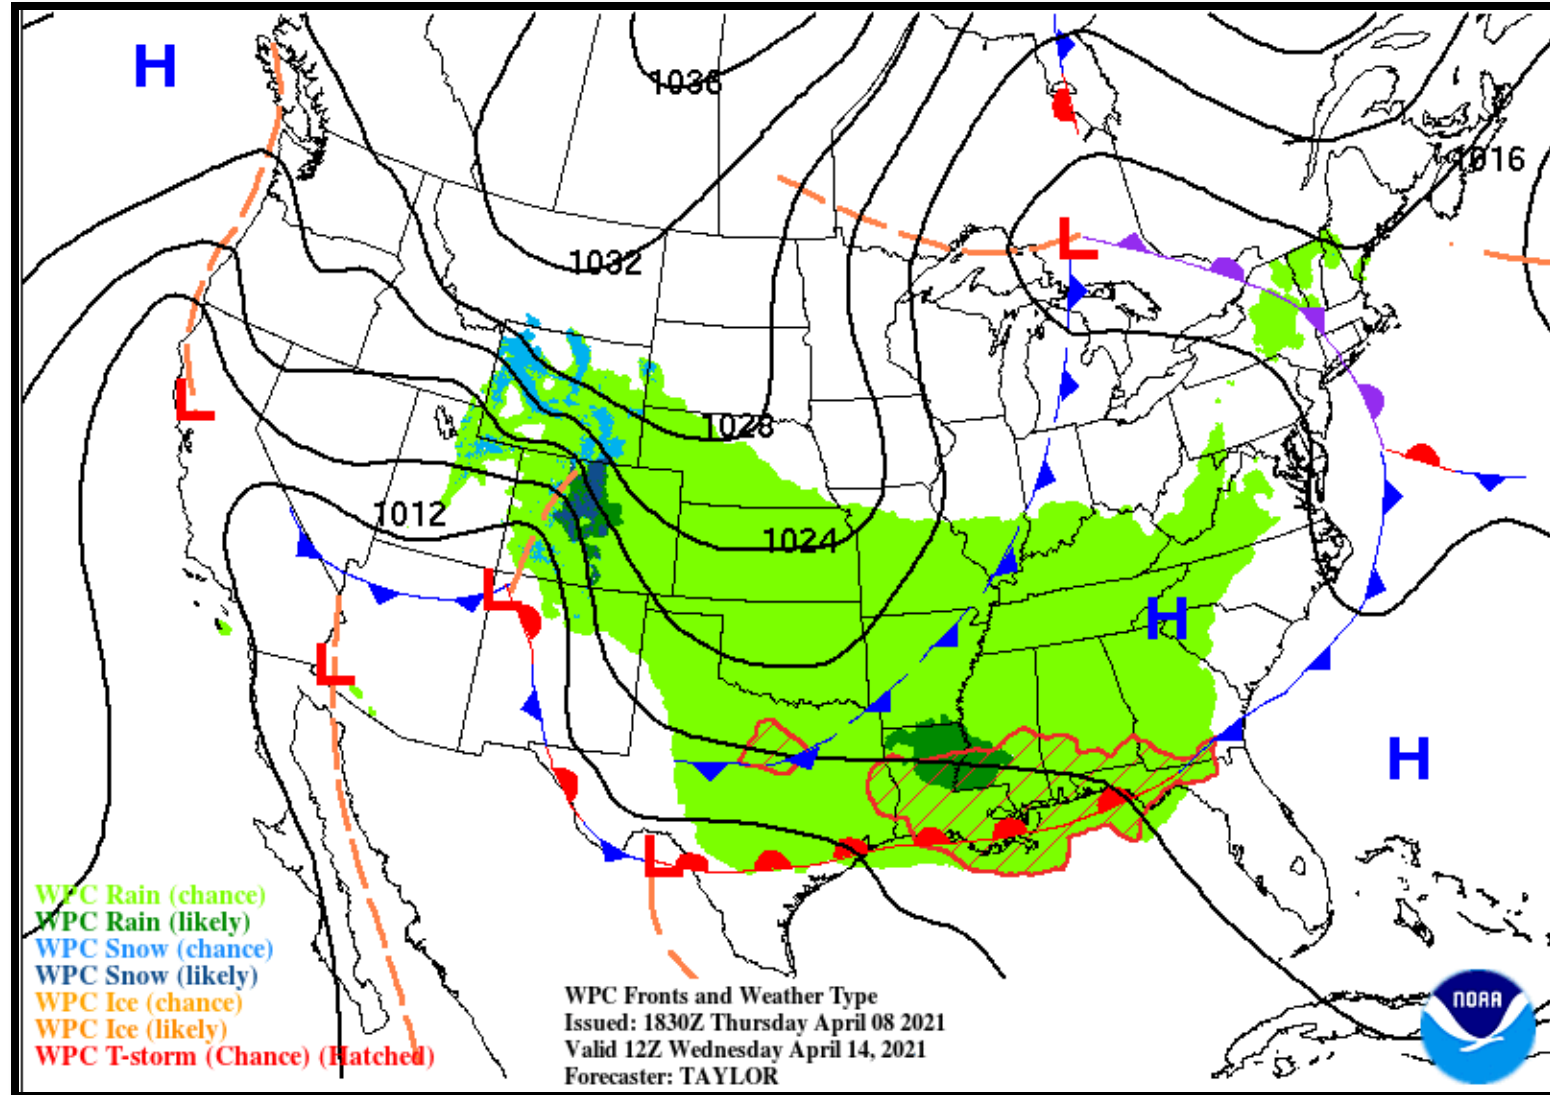 H
1036
1016
L
1032
L
1028
1012
1024
L
H
L
H
L
WPC Rain (chance)
WPC Rain (likely)
WPC Snow (chance)
WPC Snow (likely)
WPC Ice (chance)
WPC Ice (likely)
WPC T-storm (Chance) (Hatched)
WPC Fronts and Weather Type
Issued: 1830Z Thursday April 08 2021
Valid 12Z Wednesday April 14, 2021
Forecaster: TAYLOR
NOAA